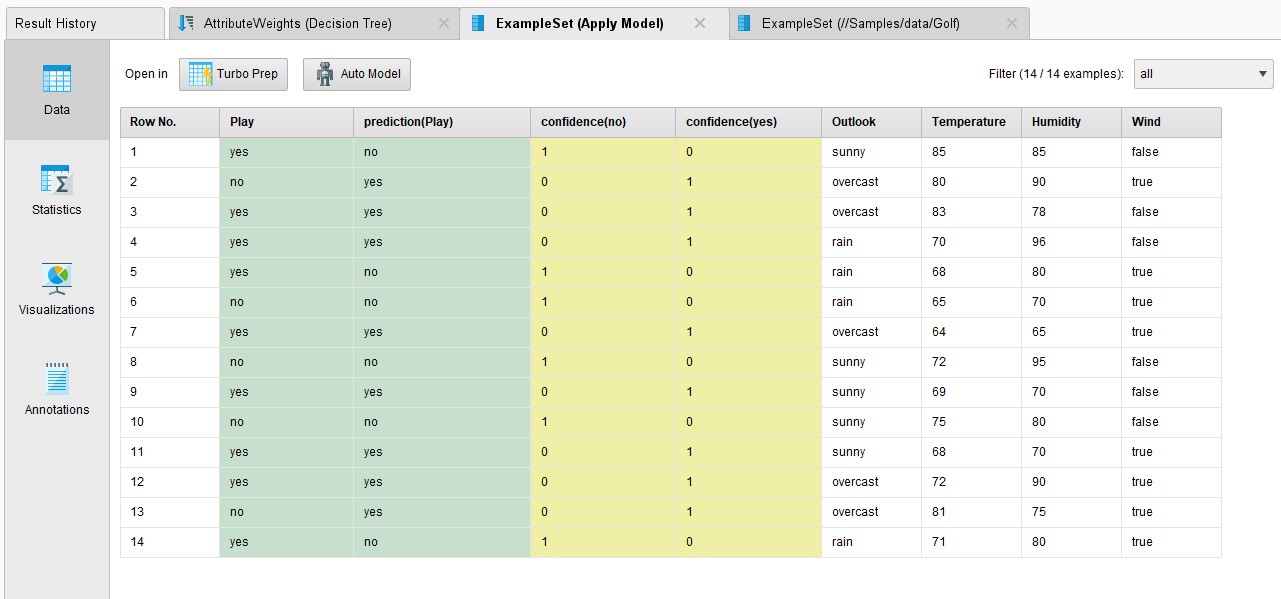 Result History AttributeWeights (Decision Tree) ExampleSet (Apply Model) ExampleSet (//Samples/data/Golf)
Open in Turbo Prep Auto Model Filter (14 / 14 examples): all
Data
Statistics
Visualizations
Annotations
Row No. Play prediction(Play) confidence(no) confidence(yes) Outlook Temperature Humidity Wind
1 yes no 1 0 sunny 85 85 false
2 no yes 0 1 overcast 80 90 true
3 yes yes 0 1 overcast 83 78 false
4 yes yes 0 1 rain 70 96 false
5 yes no 1 0 rain 68 80 true
6 no no 1 0 rain 65 70 true
7 yes yes 0 1 overcast 64 65 true
8 no no 1 0 sunny 72 95 false
9 yes yes 0 1 sunny 69 70 false
10 no no 1 0 sunny 75 80 false
11 yes yes 0 1 sunny 68 70 true
12 yes yes 0 1 overcast 72 90 true
13 no yes 0 1 overcast 81 75 true
14 yes no 1 0 rain 71 80 true